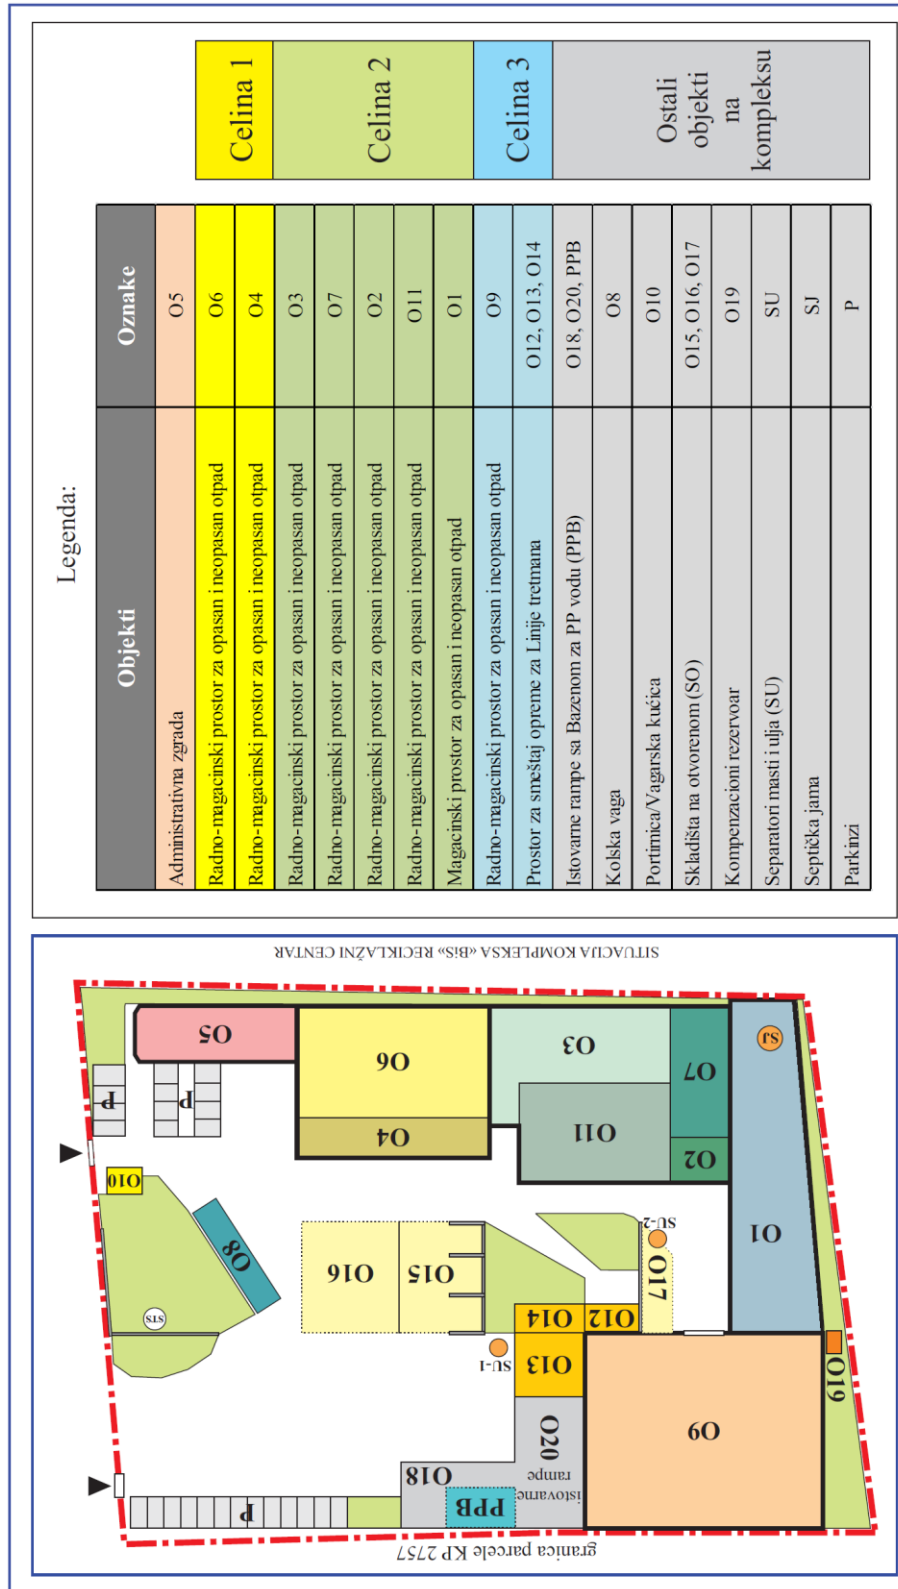 Legenda:
Objekti Oznake
Administrativna zgrada O5
Radno-magacinski prostor za opasan i neopasan otpad O6
Radno-magacinski prostor za opasan i neopasan otpad O4
Radno-magacinski prostor za opasan i neopasan otpad O3
Radno-magacinski prostor za opasan i neopasan otpad O7
Radno-magacinski prostor za opasan i neopasan otpad O2
Radno-magacinski prostor za opasan i neopasan otpad O11
Magacinski prostor za opasan i neopasan otpad O1
Radno-magacinski prostor za opasan i neopasan otpad O9
Prostor za smeštaj opreme za Linije tretmana O12, O13, O14
Istovarne rampe sa Bazenom za PP vodu (PPB) O18, O20, PPB
Kolska vaga O8
Portirnica/Vagarska kućica O10
Skladišta na otvorenom (SO) O15, O16, O17
Kompenzacioni rezervoar O19
Separatori masti i ulja (SU) SU
Septička jama SJ
Parkinzi P
Celina 1
Celina 2
Celina 3
Ostali
objekti
na
kompleksu
SITUACIJA KOMPLEKSA «BiS» RECIKLAŽNI CENTAR
O5
O6
O4
O3
O11
O7
O2
O1
SJ
P
P
O10
O8
STS
O16
O15
SU-2
O17
O14
O12
SU-1
O13
O9
O19
O20
istovarne
rampe
O18
PPB
P
granica parcele KP 2757